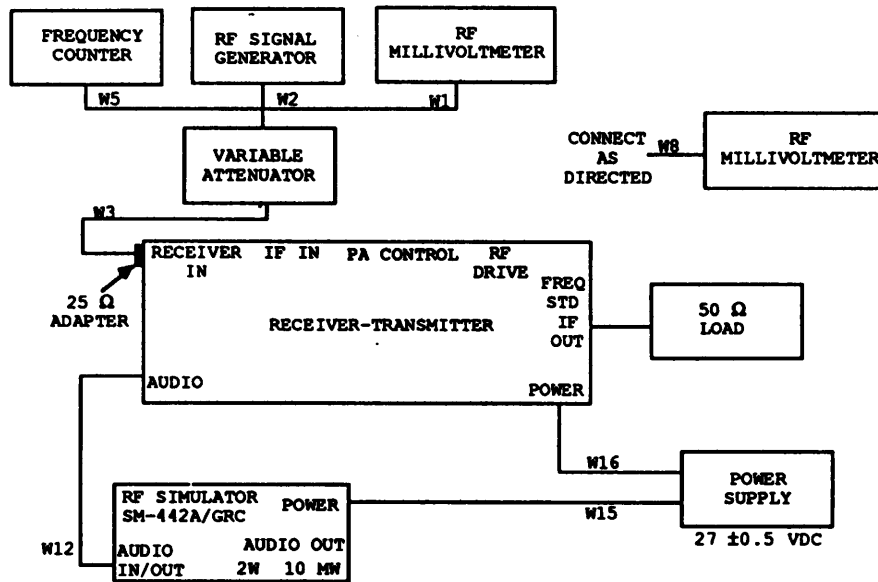 FREQUENCY
COUNTER
RF SIGNAL
GENERATOR
RF
MILLIVOLTMETER
W5
W2
W1
VARIABLE
ATTENUATOR
CONNECT
AS
DIRECTED
W8
RF
MILLIVOLTMETER
W3
RECEIVER
IN
IF IN
PA CONTROL
RF
DRIVE
25 Ω
ADAPTER
FREQ
STD
IF
OUT
RECEIVER-TRANSMITTER
50 Ω
LOAD
AUDIO
POWER
W16
POWER
SUPPLY
27 ±0.5 VDC
W15
RF SIMULATOR
SM-442A/GRC
POWER
W12
AUDIO
IN/OUT
AUDIO OUT
2W 10 MW